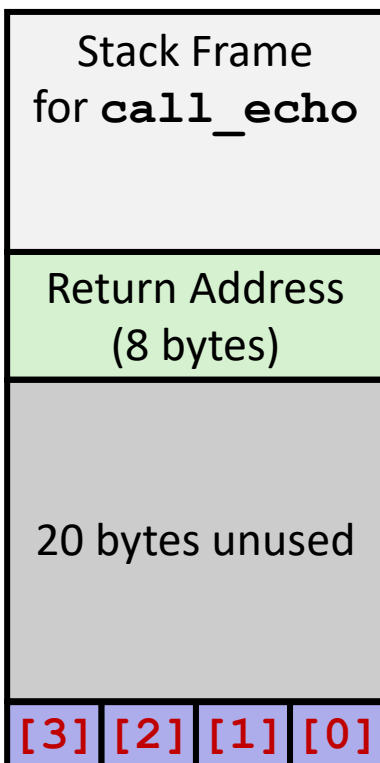 Stack Frame
for call_echo
Return Address
(8 bytes)
20 bytes unused
[3] [2] [1] [0]